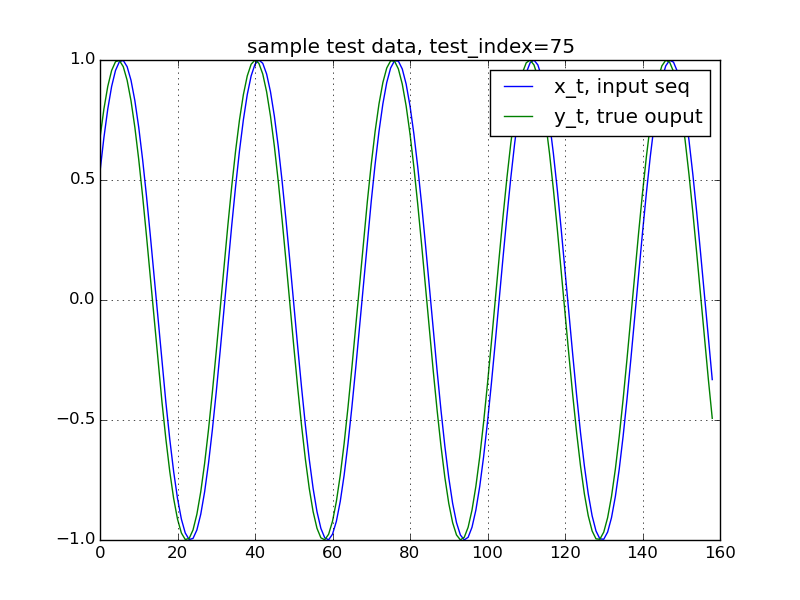 sample test data, test_index=75
x_t, input seq
y_t, true ouput
1.0
0.5
0.0
−0.5
−1.0
0 20 40 60 80 100 120 140 160